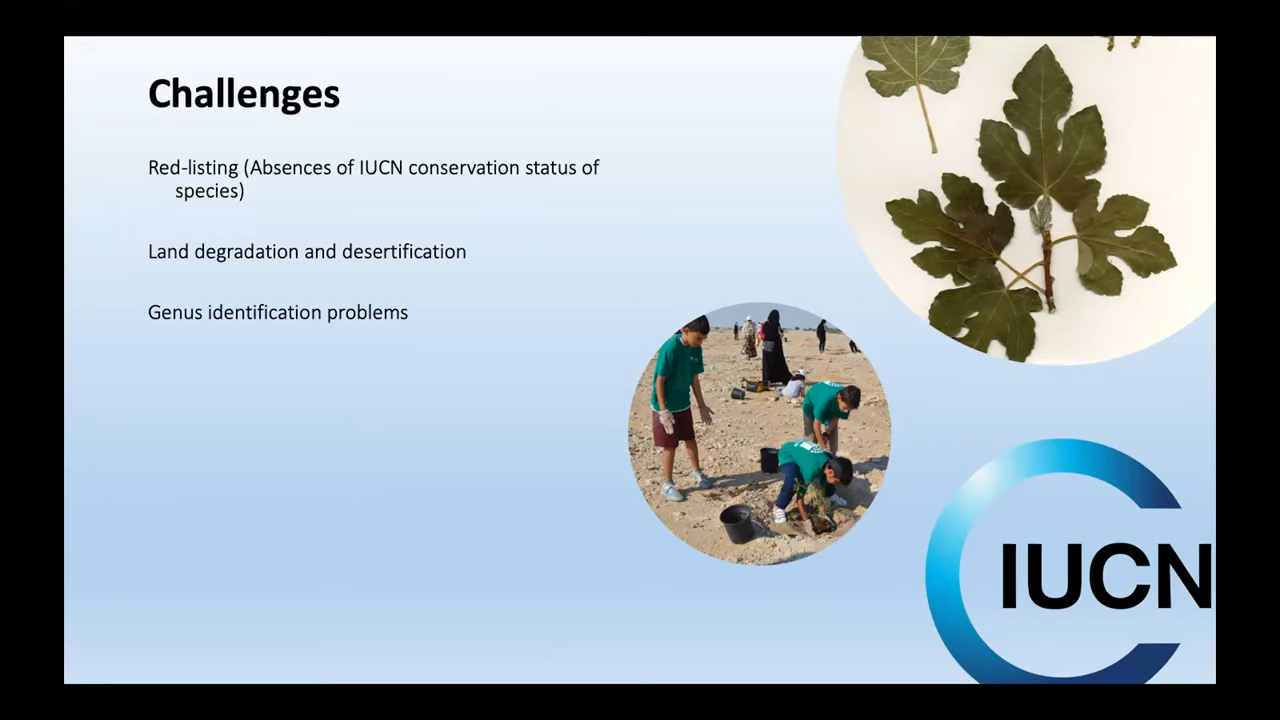 Challenges
Red-listing (Absences of IUCN conservation status of
species)
Land degradation and desertification
Genus identification problems
IUCN